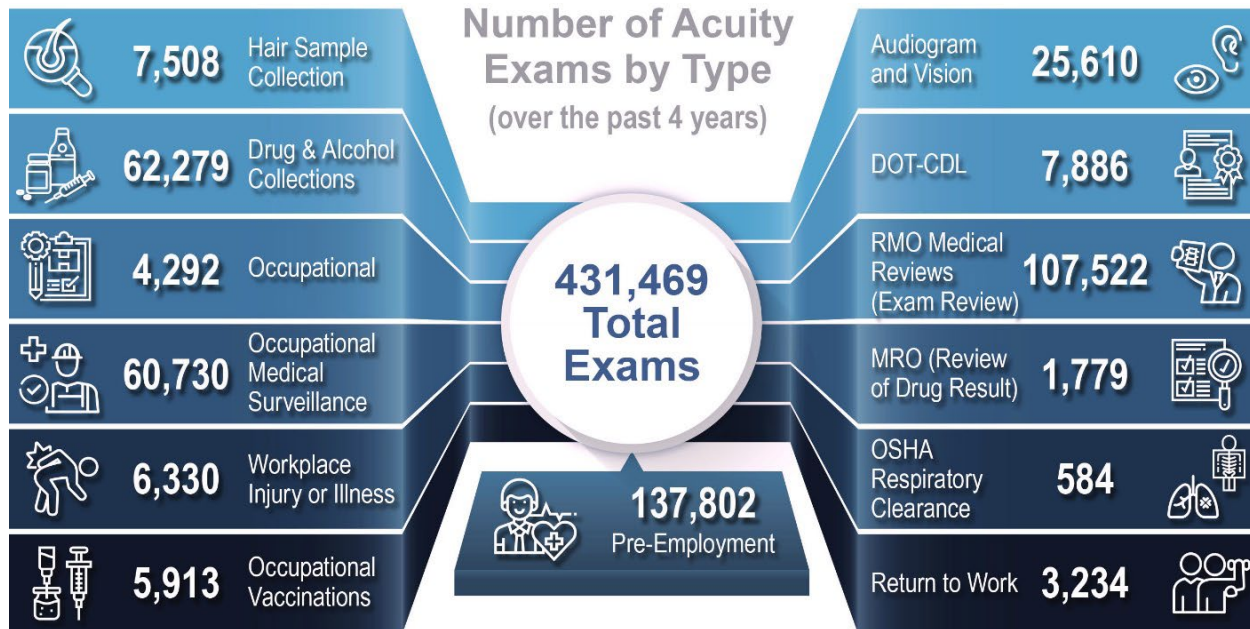 Number of Acuity
Exams by Type
(over the past 4 years)
7,508
Hair Sample
Collection
62,279
Drug & Alcohol
Collections
4,292
Occupational
60,730
Occupational
Medical
Surveillance
6,330
Workplace
Injury or Illness
5,913
Occupational
Vaccinations
431,469
Total
Exams
137,802
Pre-Employment
Audiogram
and Vision
25,610
DOT-CDL
7,886
RMO Medical
Reviews
(Exam Review)
107,522
MRO (Review
of Drug Result)
1,779
OSHA
Respiratory
Clearance
584
Return to Work
3,234